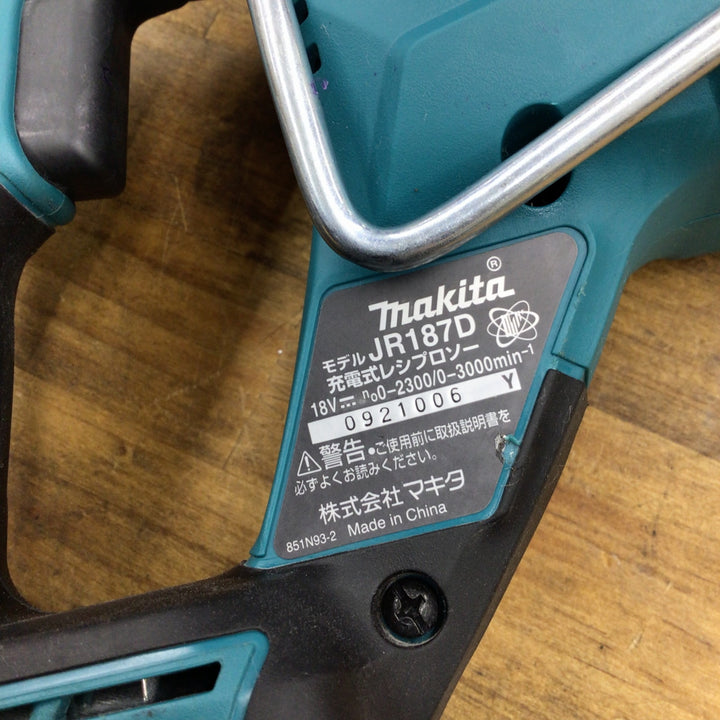 makita®
モデル JR187D
充電式レシプロソー
18V n₀0-2300/0-3000min⁻¹
0921006 Y
警告 •ご使用前に取扱説明書を
必ずよくお読みください。
株式会社 マキタ
851N93-2 Made in China